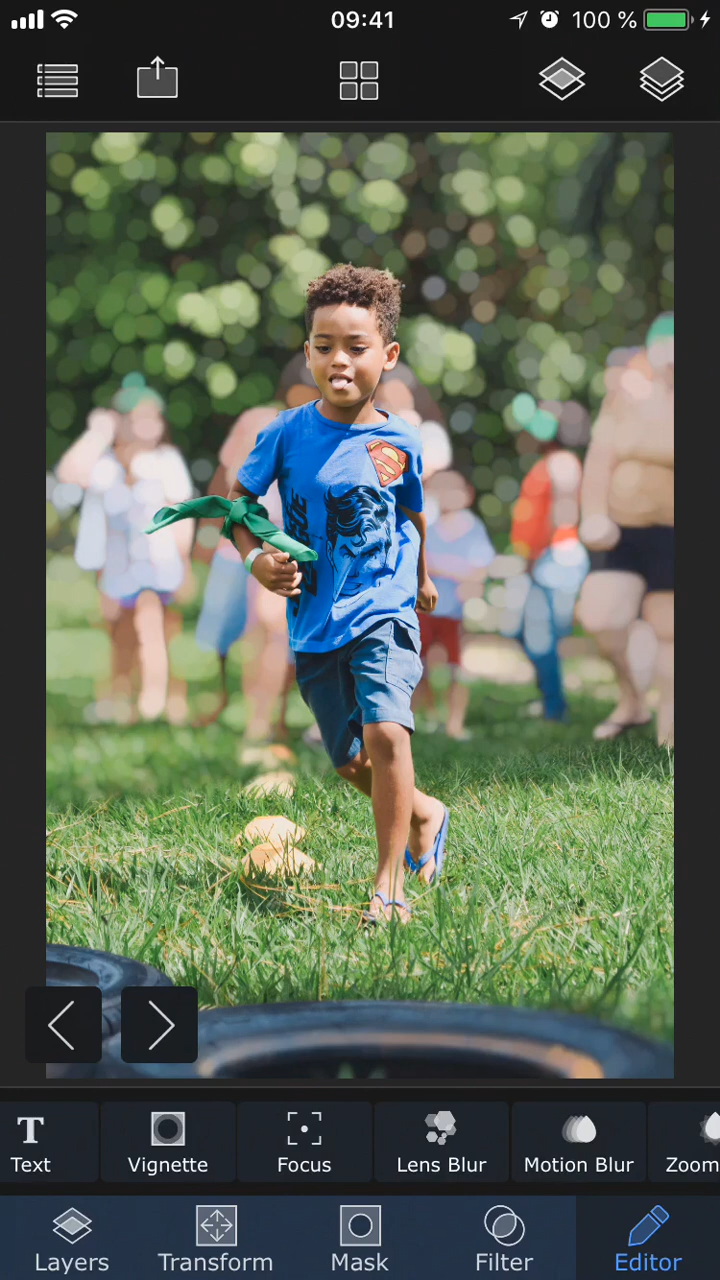 09:41
100 %
T
Text
Vignette
Focus
Lens Blur
Motion Blur
Zoom
Layers
Transform
Mask
Filter
Editor